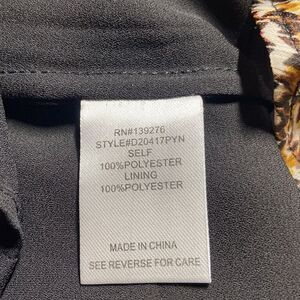 RN#139276
STYLE#D20417PYN
SELF
100%POLYESTER
LINING
100%POLYESTER
MADE IN CHINA
SEE REVERSE FOR CARE